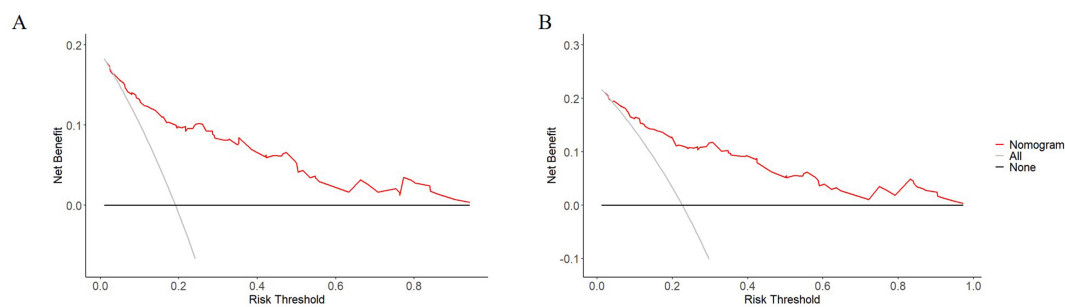 A
Net Benefit
0.2
0.1
0.0
0.0 0.2 0.4 0.6 0.8
Risk Threshold
B
Net Benefit
0.3
0.2
0.1
0.0
-0.1
0.0 0.2 0.4 0.6 0.8 1.0
Risk Threshold
Nomogram
All
None